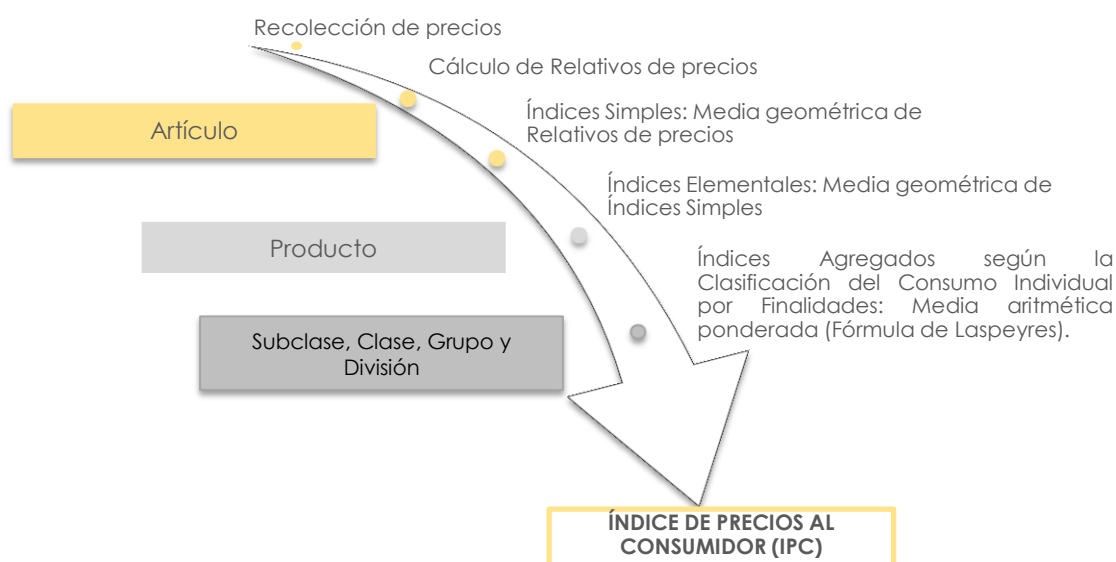 Recolección de precios
Cálculo de Relativos de precios
Artículo
Índices Simples: Media geométrica de
Relativos de precios
Índices Elementales: Media geométrica de
Índices Simples
Producto
Índices Agregados según la
Clasificación del Consumo Individual
por Finalidades: Media aritmética
ponderada (Fórmula de Laspeyres).
Subclase, Clase, Grupo y
División
ÍNDICE DE PRECIOS AL
CONSUMIDOR (IPC)